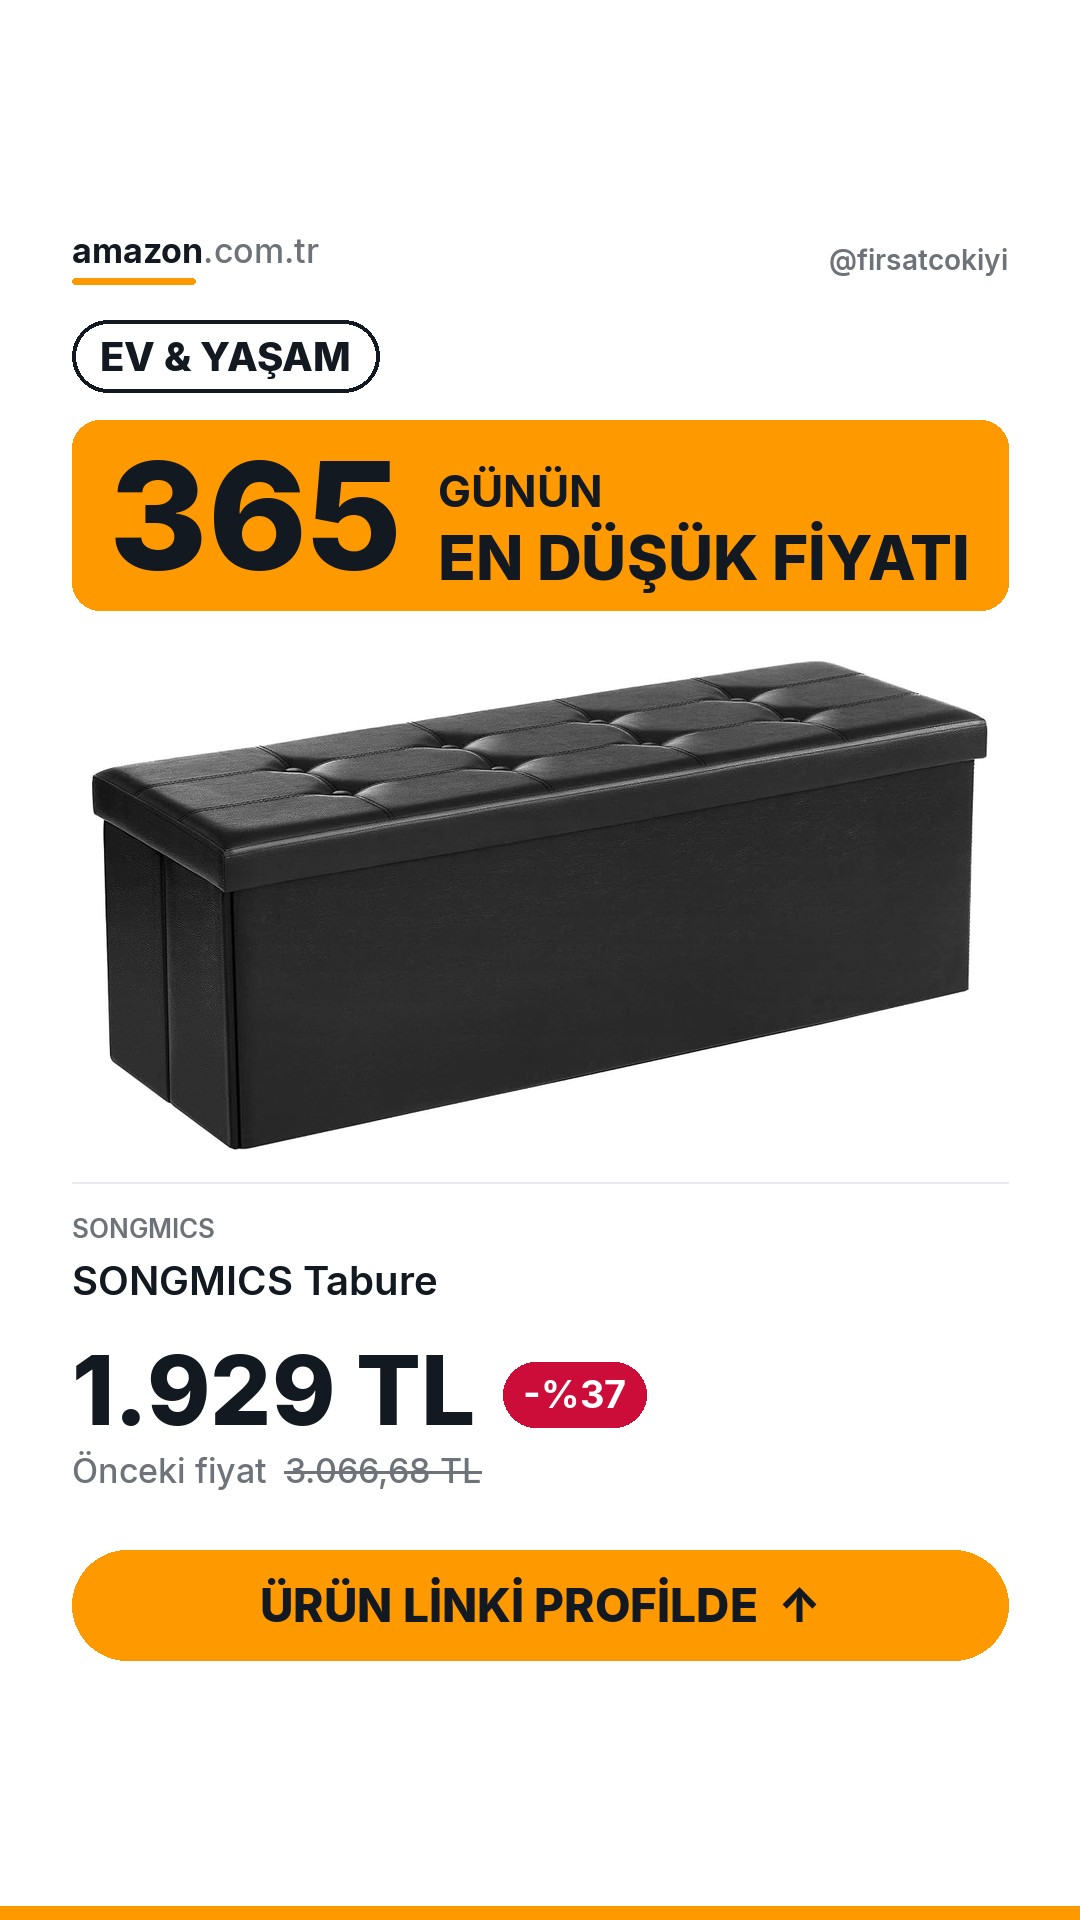 amazon.com.tr
@firsatcokiyi
EV & YAŞAM
365 GÜNÜN
EN DÜŞÜK FİYATI
SONGMICS
SONGMICS Tabure
1.929 TL -%37
Önceki fiyat 3.066,68 TL
ÜRÜN LİNKİ PROFİLDE ↑